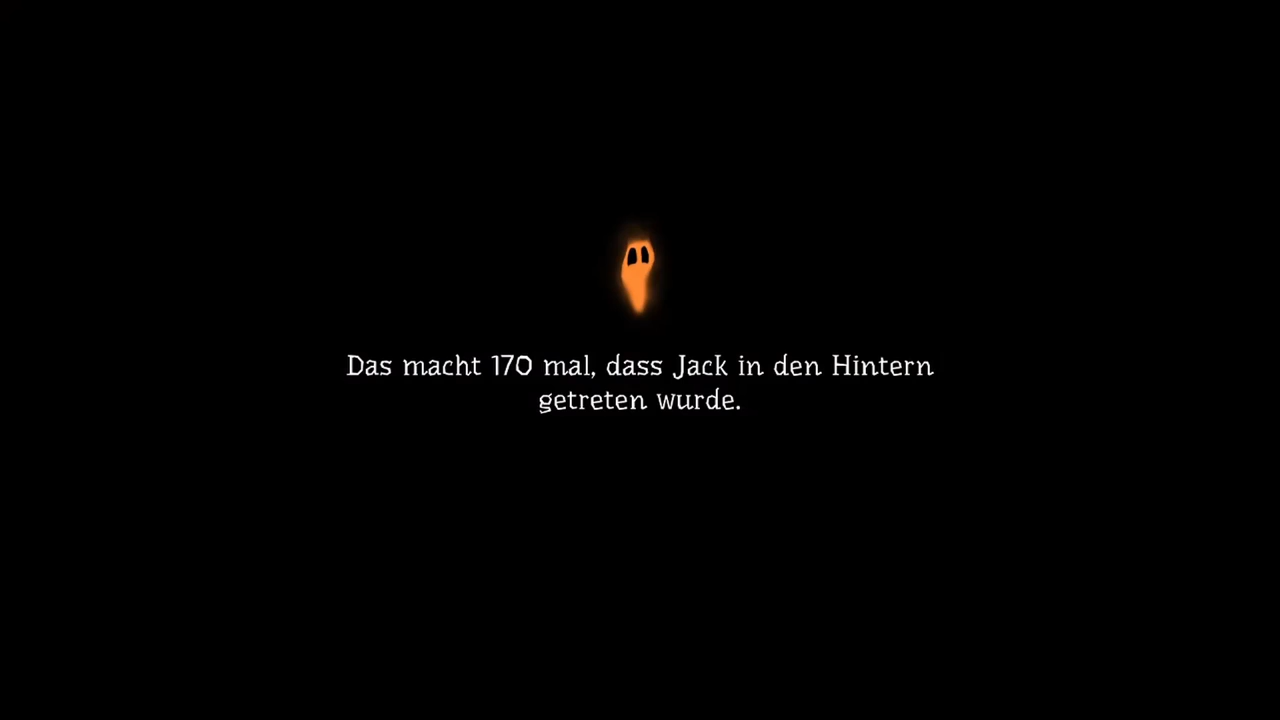 Das macht 170 mal, dass Jack in den Hintern
getreten wurde.